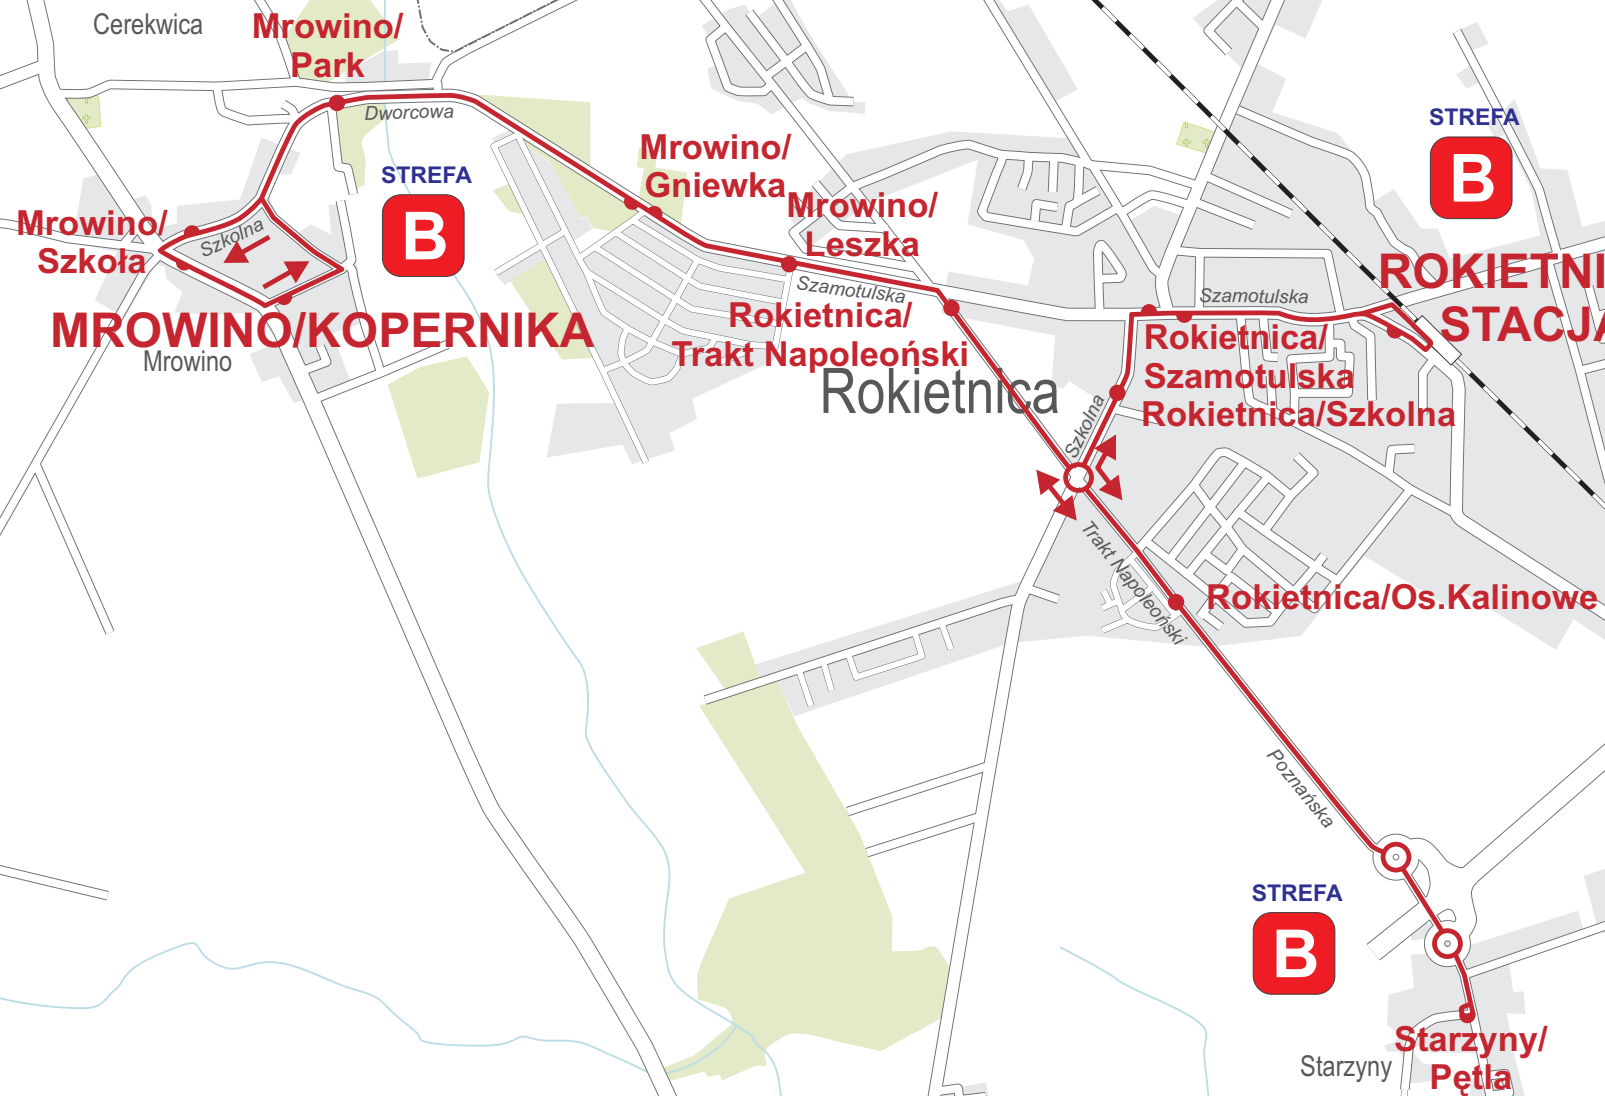 Cerekwica
Mrowino/
Park
Dworcowa
STREFA
B
STREFA
B
Mrowino/
Gniewka
Mrowino/
Leszka
Mrowino/
Szkoła
Szkolna
MROWINO/KOPERNIKA
Mrowino
Szamotulska
Rokietnica/
Trakt Napoleoński
Rokietnica
Szamotulska
ROKIETNI
STACJA
Rokietnica/
Szamotulska
Rokietnica/Szkolna
Szkolna
Trakt Napoleoński
Rokietnica/Os.Kalinowe
Poznańska
STREFA
B
Starzyny/
Pętla
Starzyny